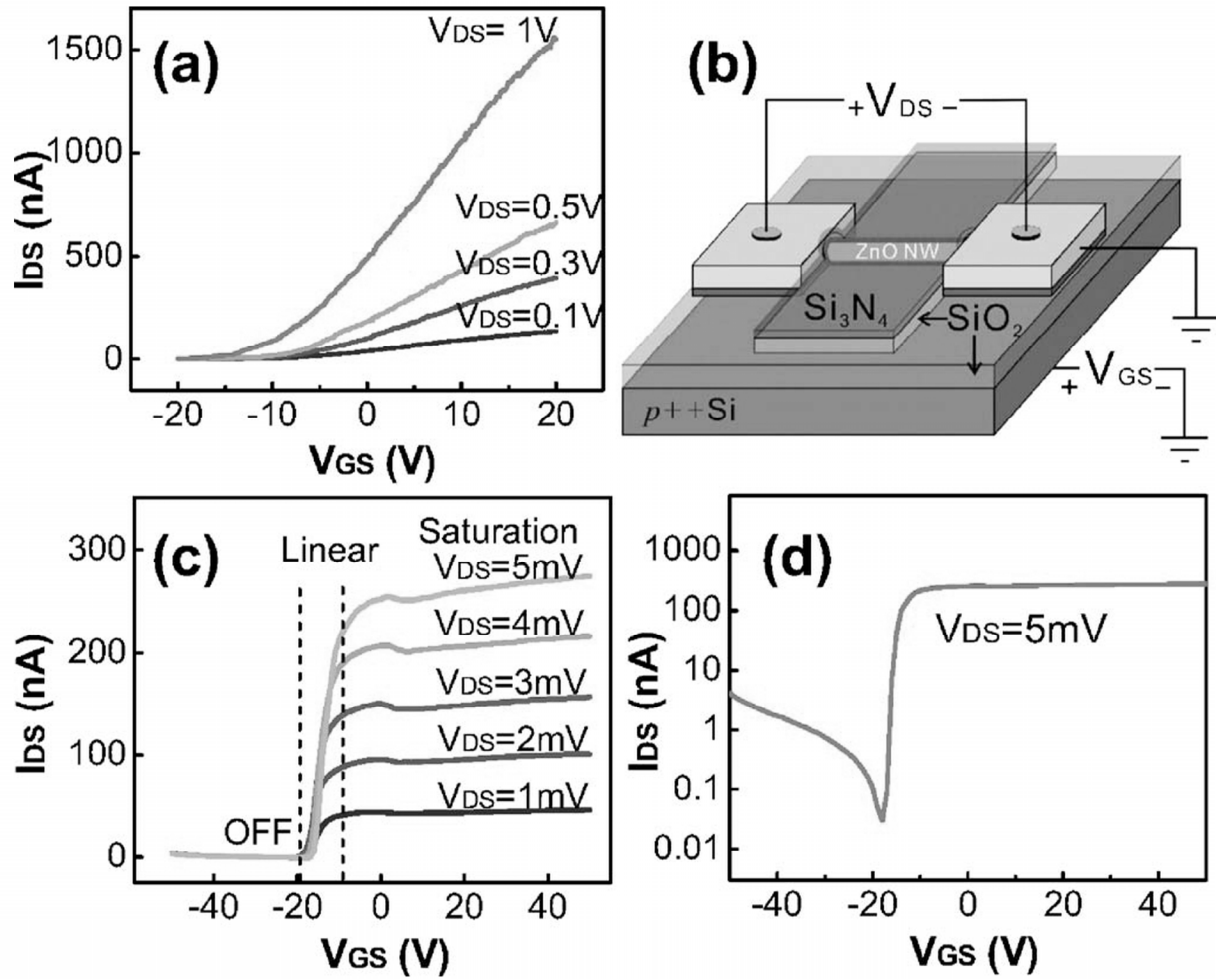 (a)
VDS= 1V
VDS=0.5V
VDS=0.3V
VDS=0.1V
1500
1000
500
0
IDS (nA)
-20 -10 0 10 20
VGS (V)
(b)
+VDS −
ZnO NW
Si₃N₄
SiO₂
p++Si
+ VGS −
(c)
Linear
Saturation
VDS=5mV
VDS=4mV
VDS=3mV
VDS=2mV
VDS=1mV
OFF
300
200
100
0
IDS (nA)
-40 -20 0 20 40
VGS (V)
(d)
VDS=5mV
1000
100
10
1
0.1
0.01
IDS (nA)
-40 -20 0 20 40
VGS (V)